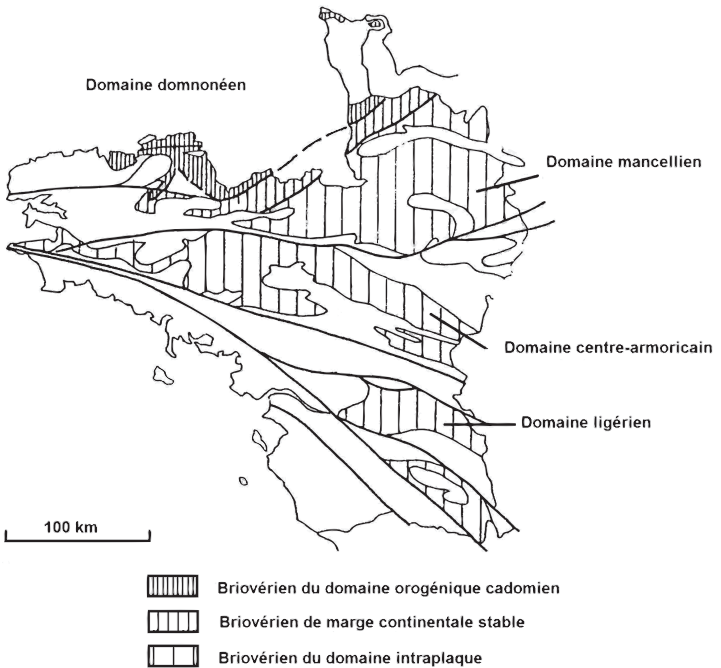 Domaine domnonéen
Domaine mancellien
Domaine centre-armoricain
Domaine ligérien
100 km
Briovérien du domaine orogénique cadomien
Briovérien de marge continentale stable
Briovérien du domaine intraplaque